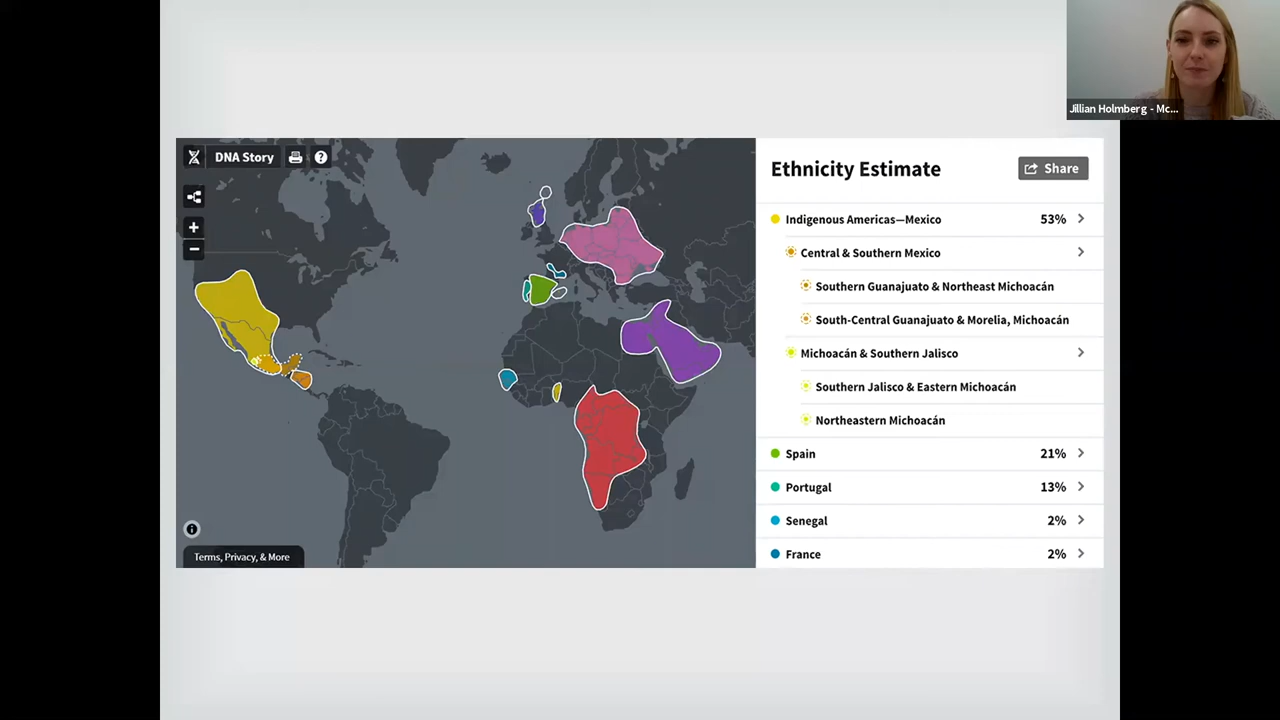 Jillian Holmberg - Mc...
DNA Story
Ethnicity Estimate
Share
Indigenous Americas—Mexico 53%
Central & Southern Mexico
Southern Guanajuato & Northeast Michoacán
South-Central Guanajuato & Morelia, Michoacán
Michoacán & Southern Jalisco
Southern Jalisco & Eastern Michoacán
Northeastern Michoacán
Spain 21%
Portugal 13%
Senegal 2%
France 2%
Terms, Privacy, & More